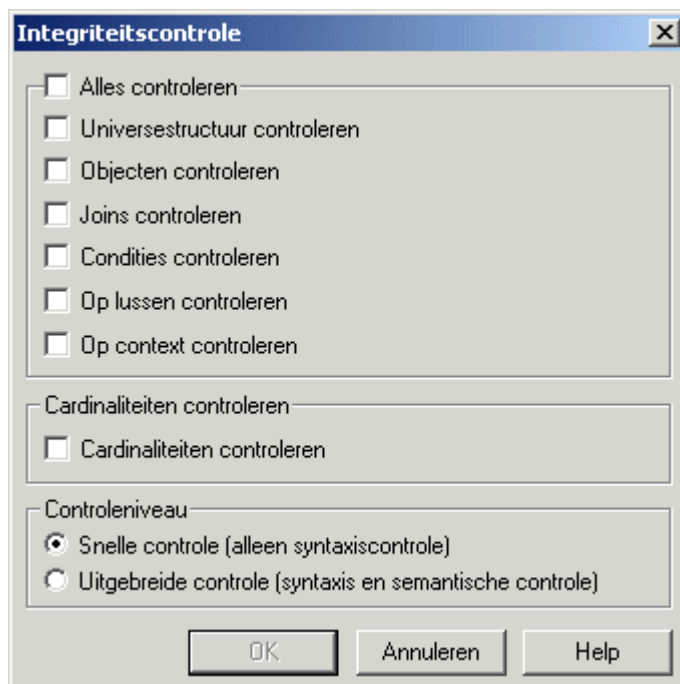 Integriteitscontrole
Alles controleren
Universestructuur controleren
Objecten controleren
Joins controleren
Condities controleren
Op lussen controleren
Op context controleren
Cardinaliteiten controleren
Cardinaliteiten controleren
Controleniveau
Snelle controle (alleen syntaxiscontrole)
Uitgebreide controle (syntaxis en semantische controle)
OK Annuleren Help